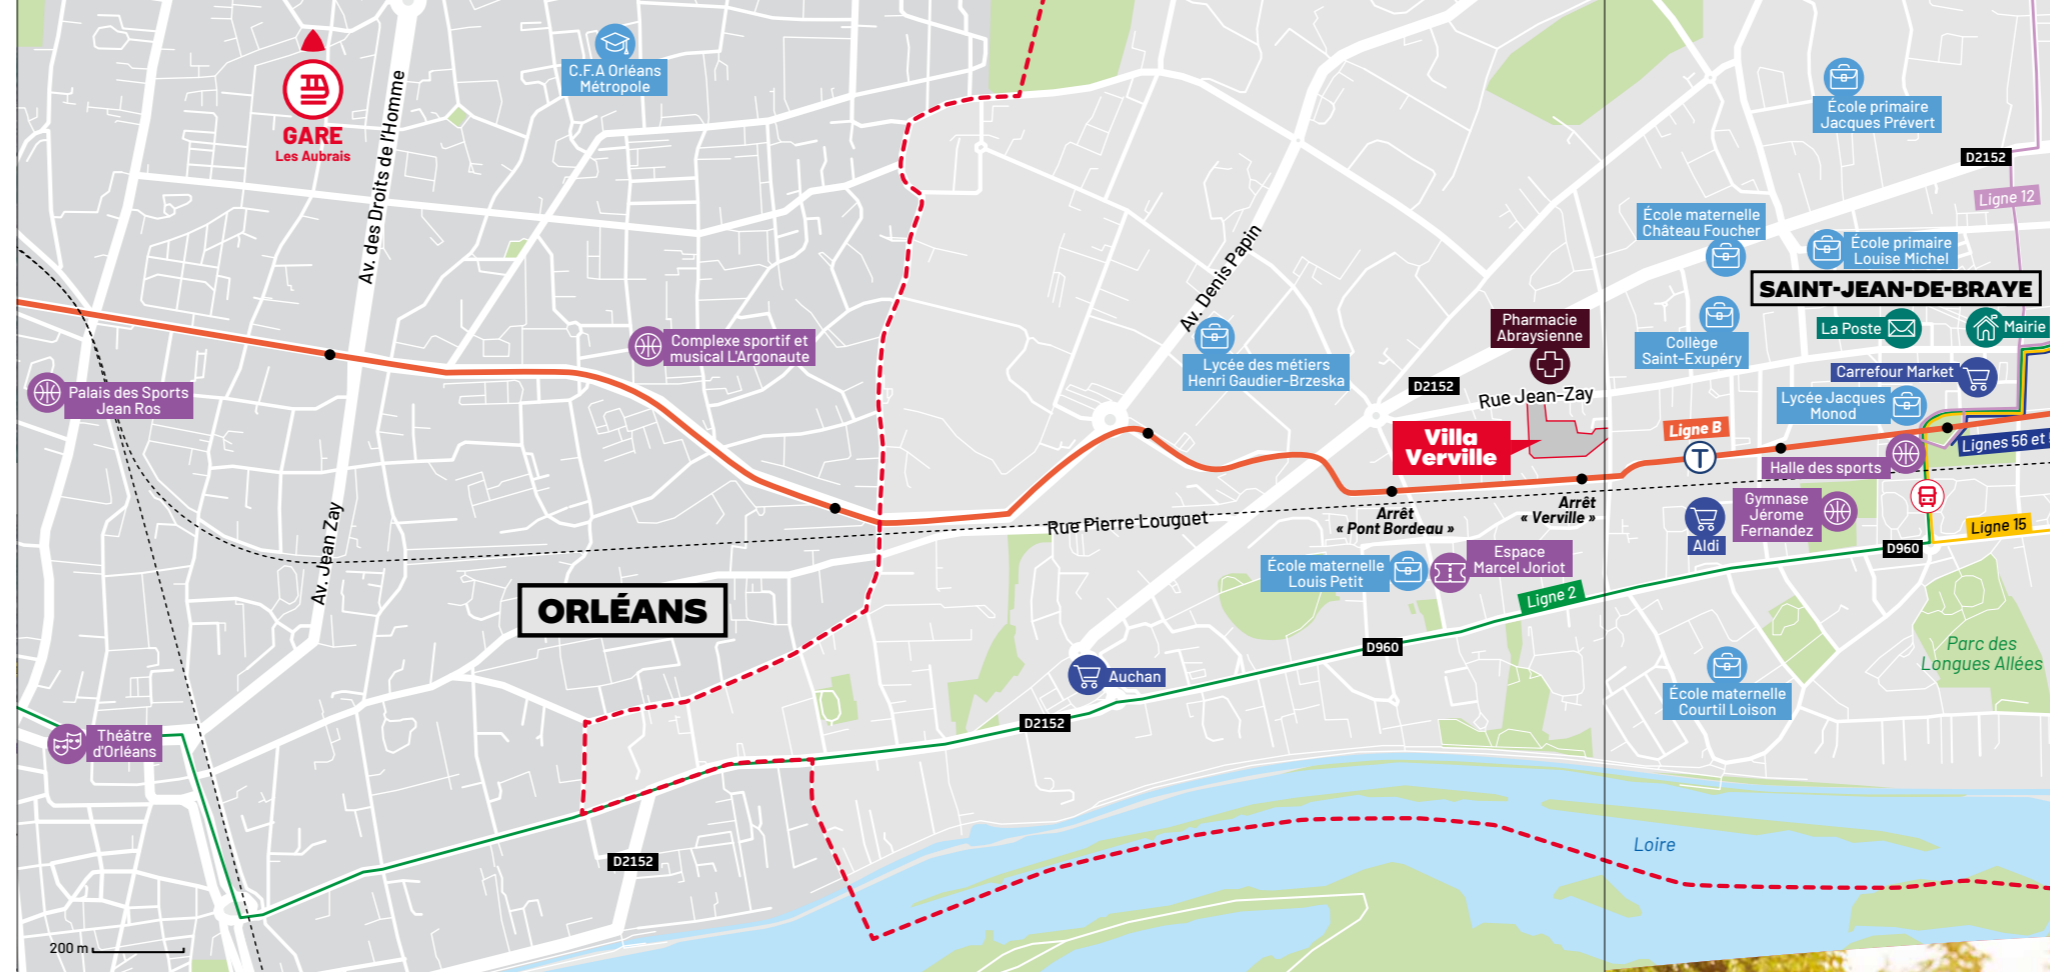 GARE
Les Aubrais
C.F.A Orléans
Métropole
Av. des Droits de l'Homme
École primaire
Jacques Prévert
D2152
Ligne 12
École maternelle
Château Foucher
École primaire
Louise Michel
SAINT-JEAN-DE-BRAYE
Av. Denis Papin
La Poste
Mairie
Pharmacie
Abraysienne
Collège
Saint-Exupéry
Complexe sportif et
musical L'Argonaute
Lycée des métiers
Henri Gaudier-Brzeska
D2152
Rue Jean-Zay
Carrefour Market
Lycée Jacques
Monod
Palais des Sports
Jean Ros
Villa
Verville
Ligne B
T
Lignes 56 et
Halle des sports
Arrêt
« Pont Bordeau »
Arrêt
« Verville »
Gymnase
Jérome
Fernandez
Aldi
Ligne 15
D960
Rue Pierre Louguet
Av. Jean Zay
ORLÉANS
École maternelle
Louis Petit
Espace
Marcel Joriot
Ligne 2
D960
Parc des
Longues Allées
Auchan
École maternelle
Courtil Loison
D2152
Théâtre
d'Orléans
D2152
Loire
200 m